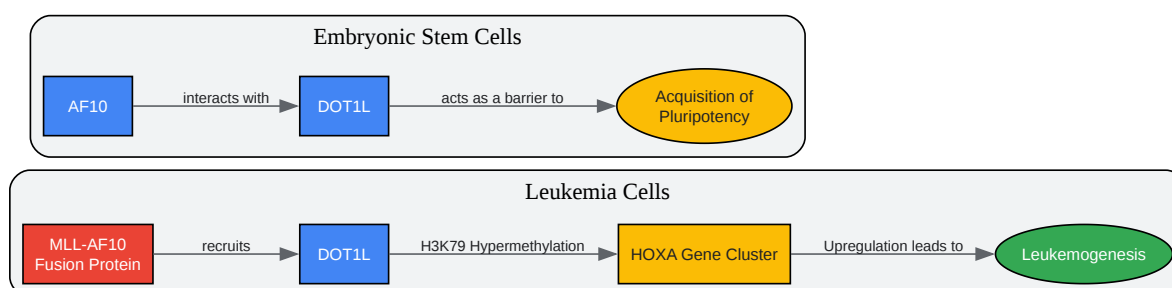 Embryonic Stem Cells
AF10
interacts with
DOT1L
acts as a barrier to
Acquisition of
Pluripotency
Leukemia Cells
MLL-AF10
Fusion Protein
recruits
DOT1L
H3K79 Hypermethylation
HOXA Gene Cluster
Upregulation leads to
Leukemogenesis